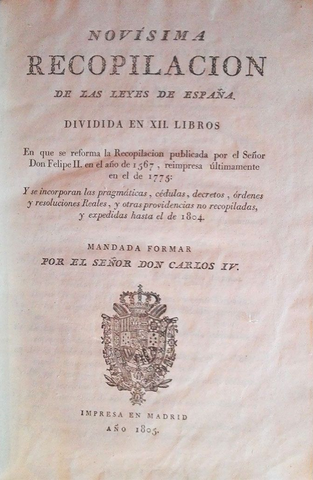 NOVÍSIMA
RECOPILACION
DE LAS LEYES DE ESPAÑA.
DIVIDIDA EN XII. LIBROS
En que se reforma la Recopilacion publicada por el Señor
Don Felipe II. en el año de 1567, reimpresa últimamente
en el de 1775:
Y se incorporan las pragmáticas, cédulas, decretos, órdenes
y resoluciones Reales, y otras providencias no recopiladas,
y expedidas hasta el de 1804.
MANDADA FORMAR
POR EL SEÑOR DON CARLOS IV.
IMPRESA EN MADRID
AÑO 1805.